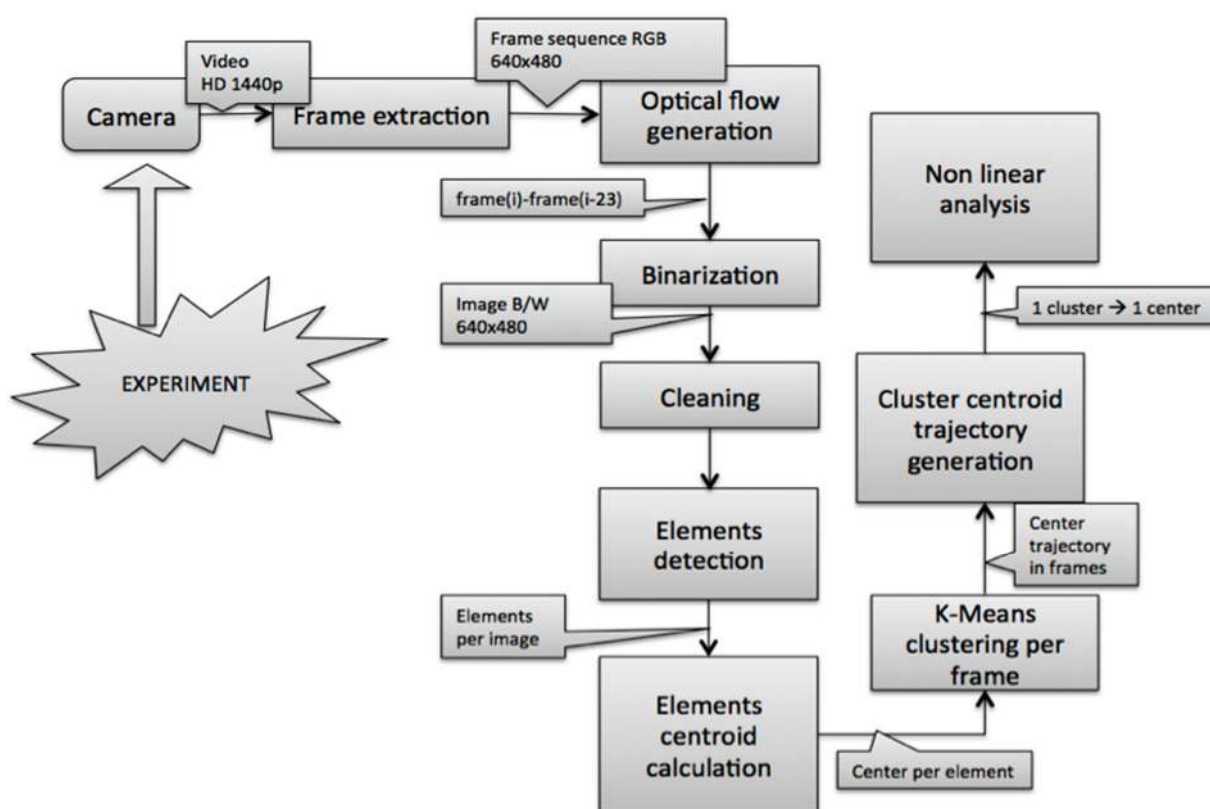 Video
HD 1440p
Frame sequence RGB
640x480
Camera
Frame extraction
Optical flow
generation
frame(i)-frame(i-23)
Binarization
Image B/W
640x480
Cleaning
Elements
detection
Elements
per image
Elements
centroid
calculation
Center per element
K-Means
clustering per
frame
Center
trajectory
in frames
Cluster centroid
trajectory
generation
1 cluster → 1 center
Non linear
analysis
EXPERIMENT